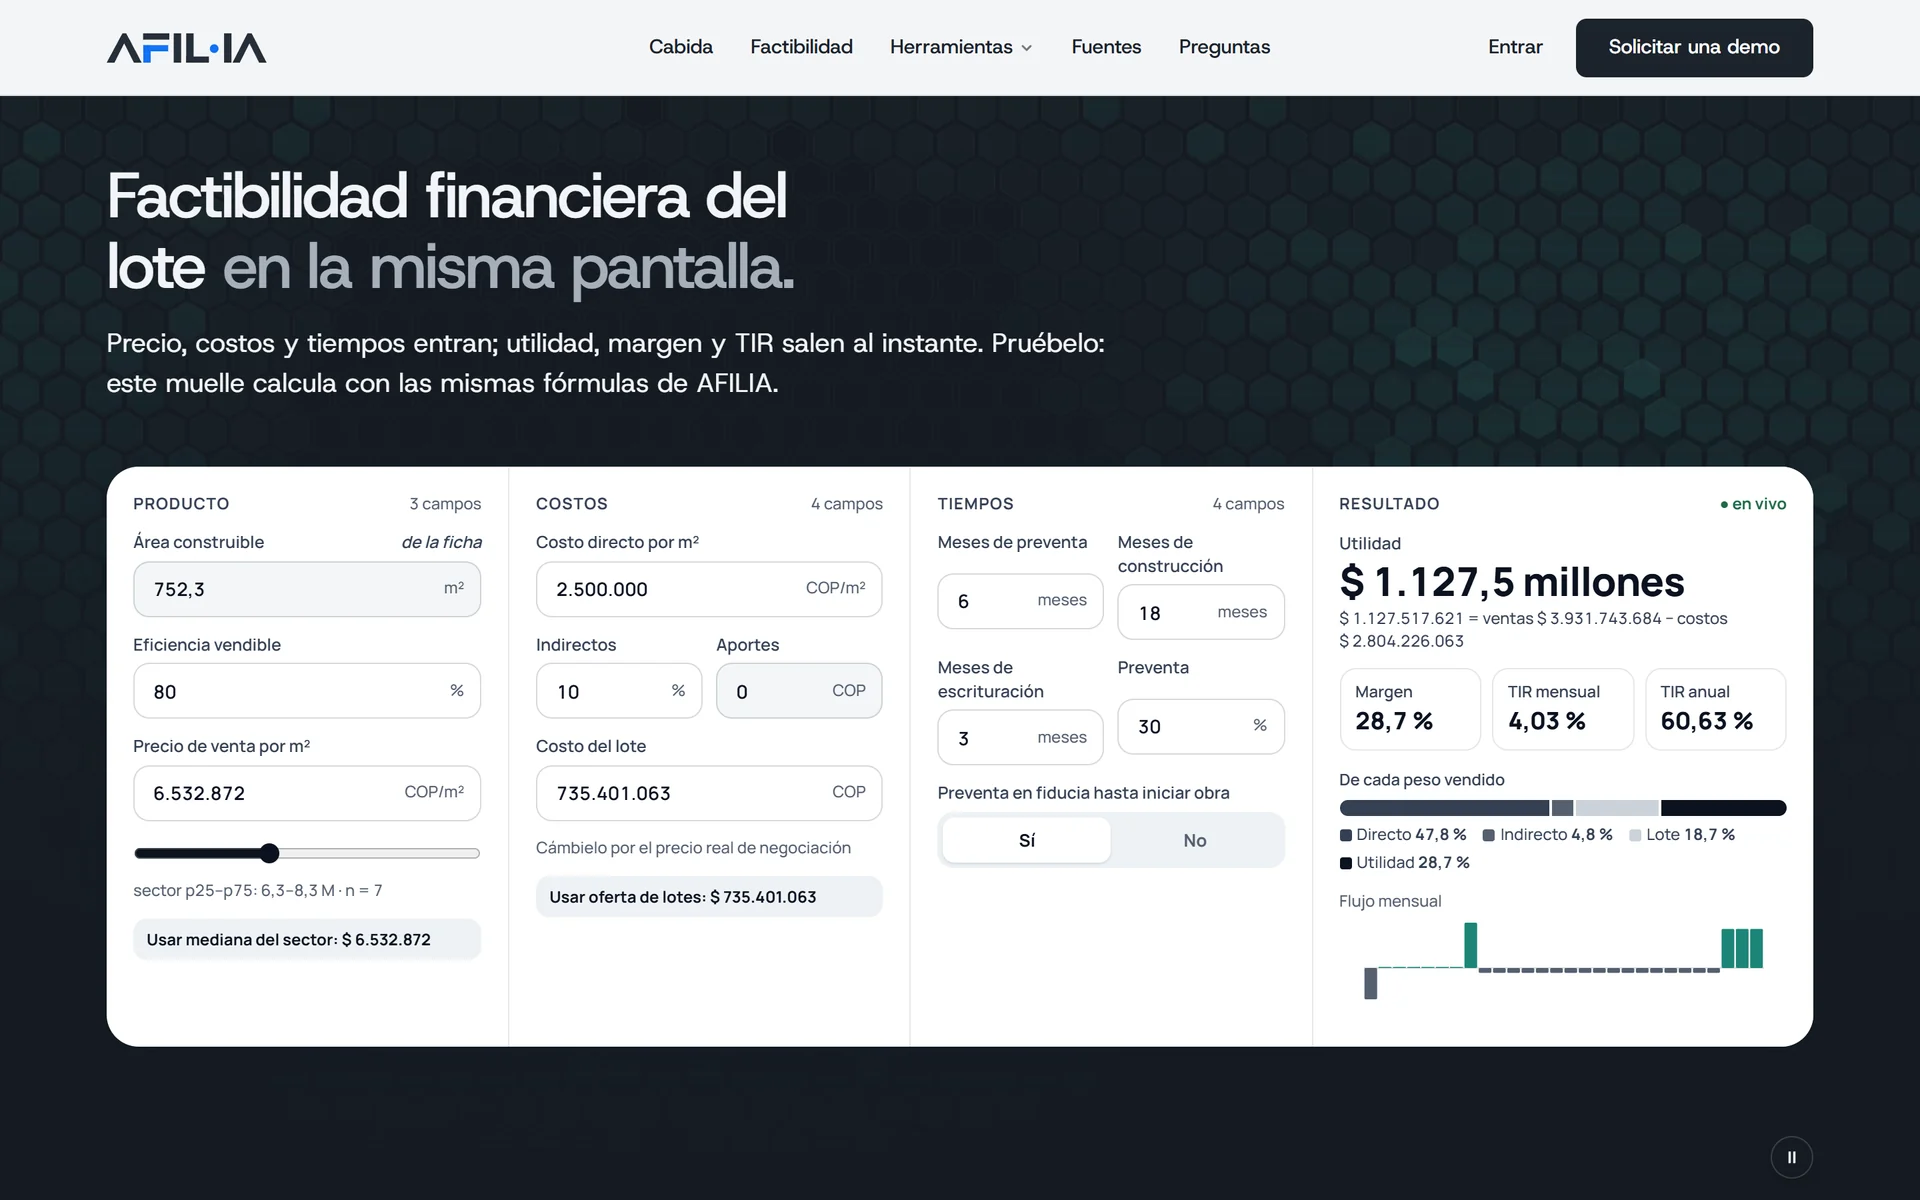 AFIL·IA
Cabida
Factibilidad
Herramientas
Fuentes
Preguntas
Entrar
Solicitar una demo
Factibilidad financiera del
lote en la misma pantalla.
Precio, costos y tiempos entran; utilidad, margen y TIR salen al instante. Pruébelo:
este muelle calcula con las mismas fórmulas de AFILIA.
PRODUCTO 3 campos
Área construible de la ficha
752,3 m²
Eficiencia vendible
80 %
Precio de venta por m²
6.532.872 COP/m²
sector p25–p75: 6,3–8,3 M · n = 7
Usar mediana del sector: $ 6.532.872
COSTOS 4 campos
Costo directo por m²
2.500.000 COP/m²
Indirectos Aportes
10 % 0 COP
Costo del lote
735.401.063 COP
Cámbielo por el precio real de negociación
Usar oferta de lotes: $ 735.401.063
TIEMPOS 4 campos
Meses de preventa
6 meses
Meses de
construcción
18 meses
Meses de
escrituración
3 meses
Preventa
30 %
Preventa en fiducia hasta iniciar obra
Sí No
RESULTADO • en vivo
Utilidad
$ 1.127,5 millones
$ 1.127.517.621 = ventas $ 3.931.743.684 − costos
$ 2.804.226.063
Margen
28,7 %
TIR mensual
4,03 %
TIR anual
60,63 %
De cada peso vendido
Directo 47,8 % Indirecto 4,8 % Lote 18,7 %
Utilidad 28,7 %
Flujo mensual